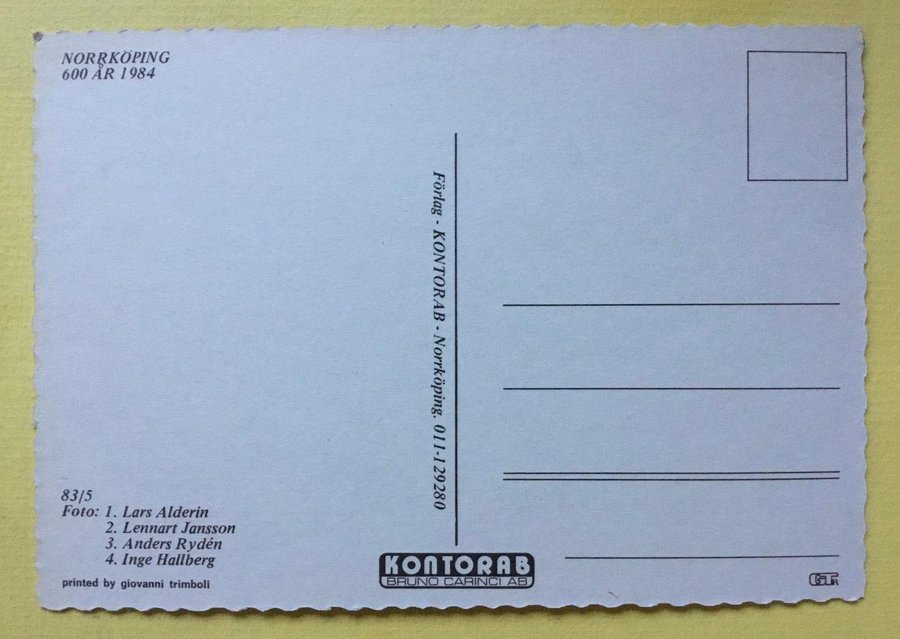 NORRKÖPING
600 ÅR 1984
Förlag - KONTORAB - Norrköping. 011-129280
83/5
Foto: 1. Lars Alderin
2. Lennart Jansson
3. Anders Rydén
4. Inge Hallberg
printed by giovanni trimboli
KONTORAB
BRUNO CARINCI AB